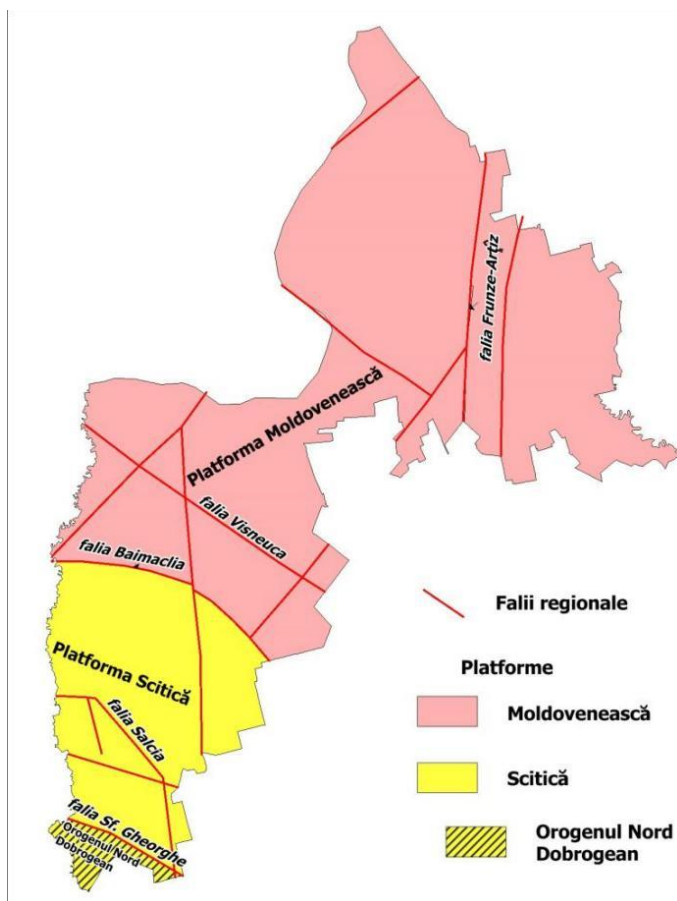 falia Frunze-Arțiz
Platforma Moldovenească
falia Visneuca
falia Baimaclia
Platforma Scitică
falia Salcia
falia Sf. Gheorghe
Orogenul Nord
Dobrogean
Falii regionale
Platforme
Moldovenească
Scitică
Orogenul Nord
Dobrogean